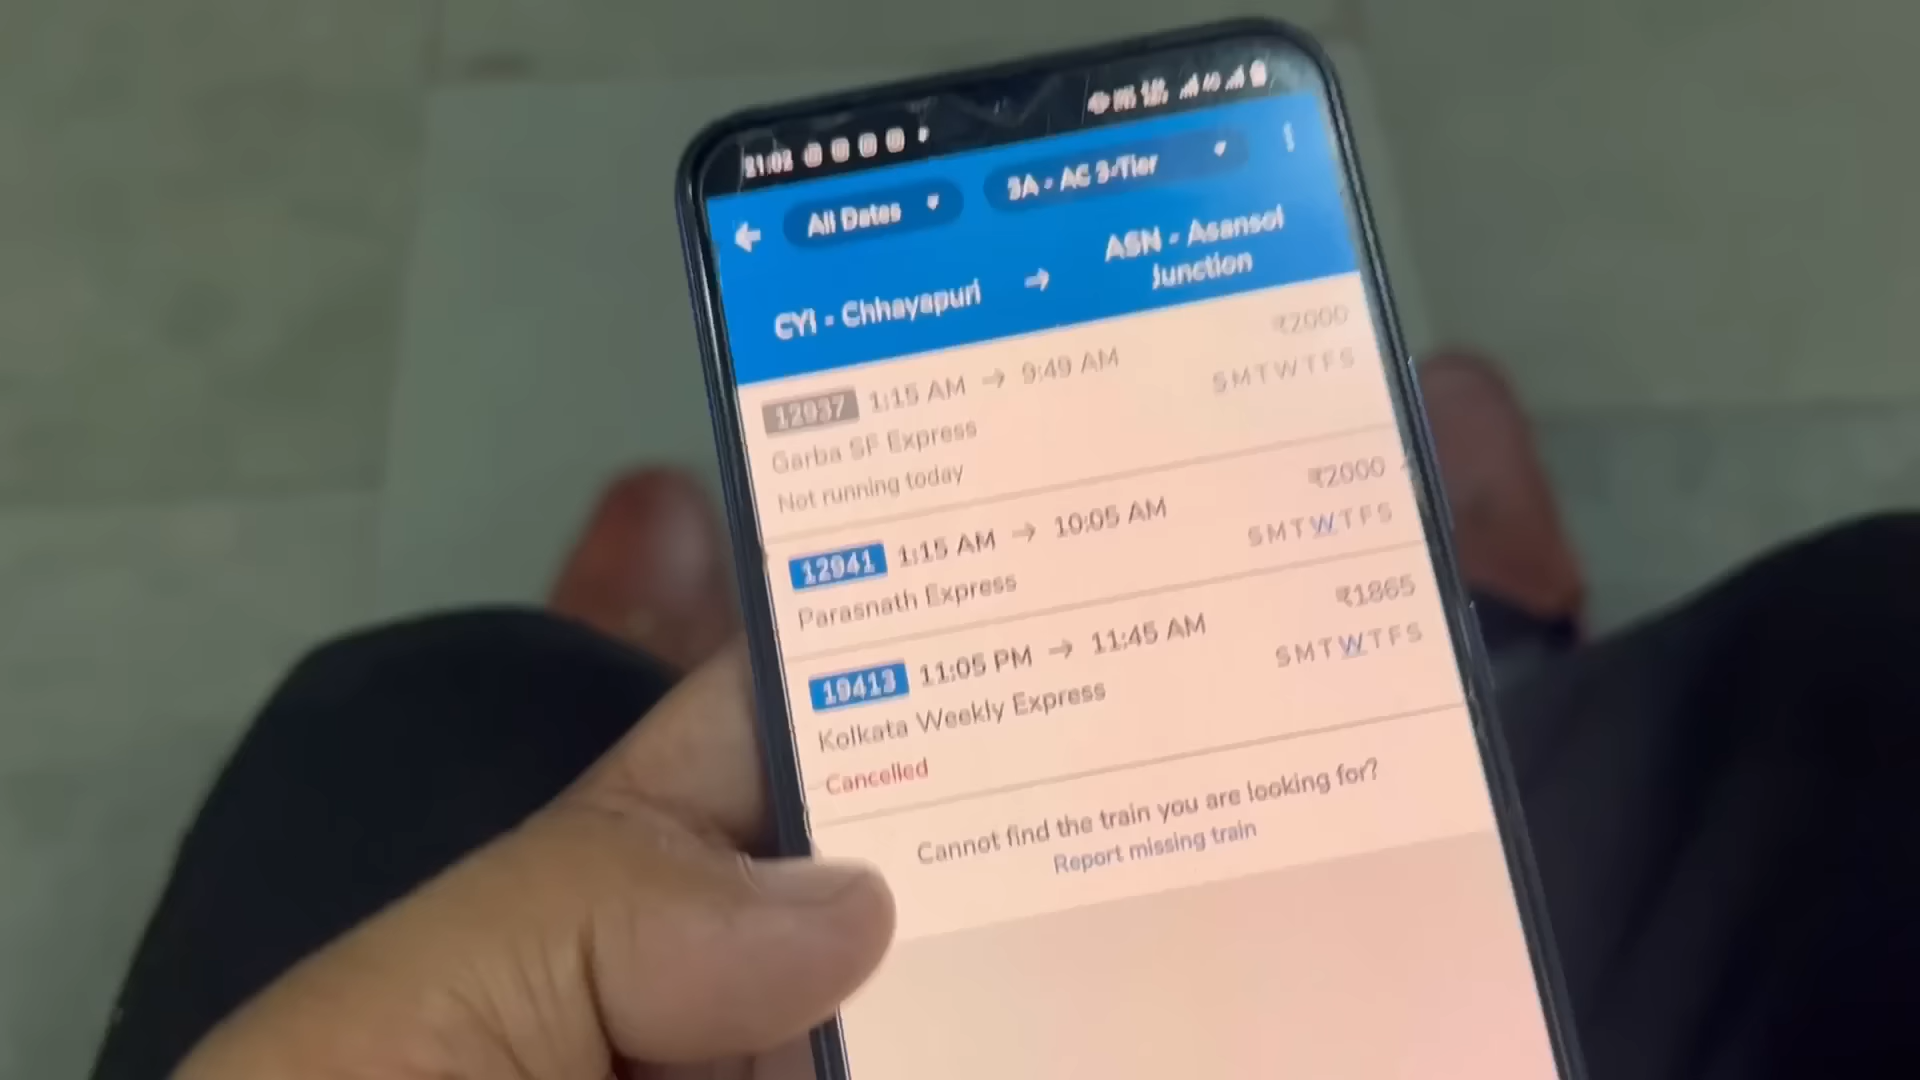 21:02
All Dates
3A - AC 3-Tier
CYI - Chhayapuri → ASN - Asansol Junction
12937 1:15 AM → 9:49 AM ₹2000
Garba SF Express SMTWTFS
Not running today
12941 1:15 AM → 10:05 AM ₹2000
Parasnath Express SMTWTFS
19413 11:05 PM → 11:45 AM ₹1865
Kolkata Weekly Express SMTWTFS
Cancelled
Cannot find the train you are looking for?
Report missing train